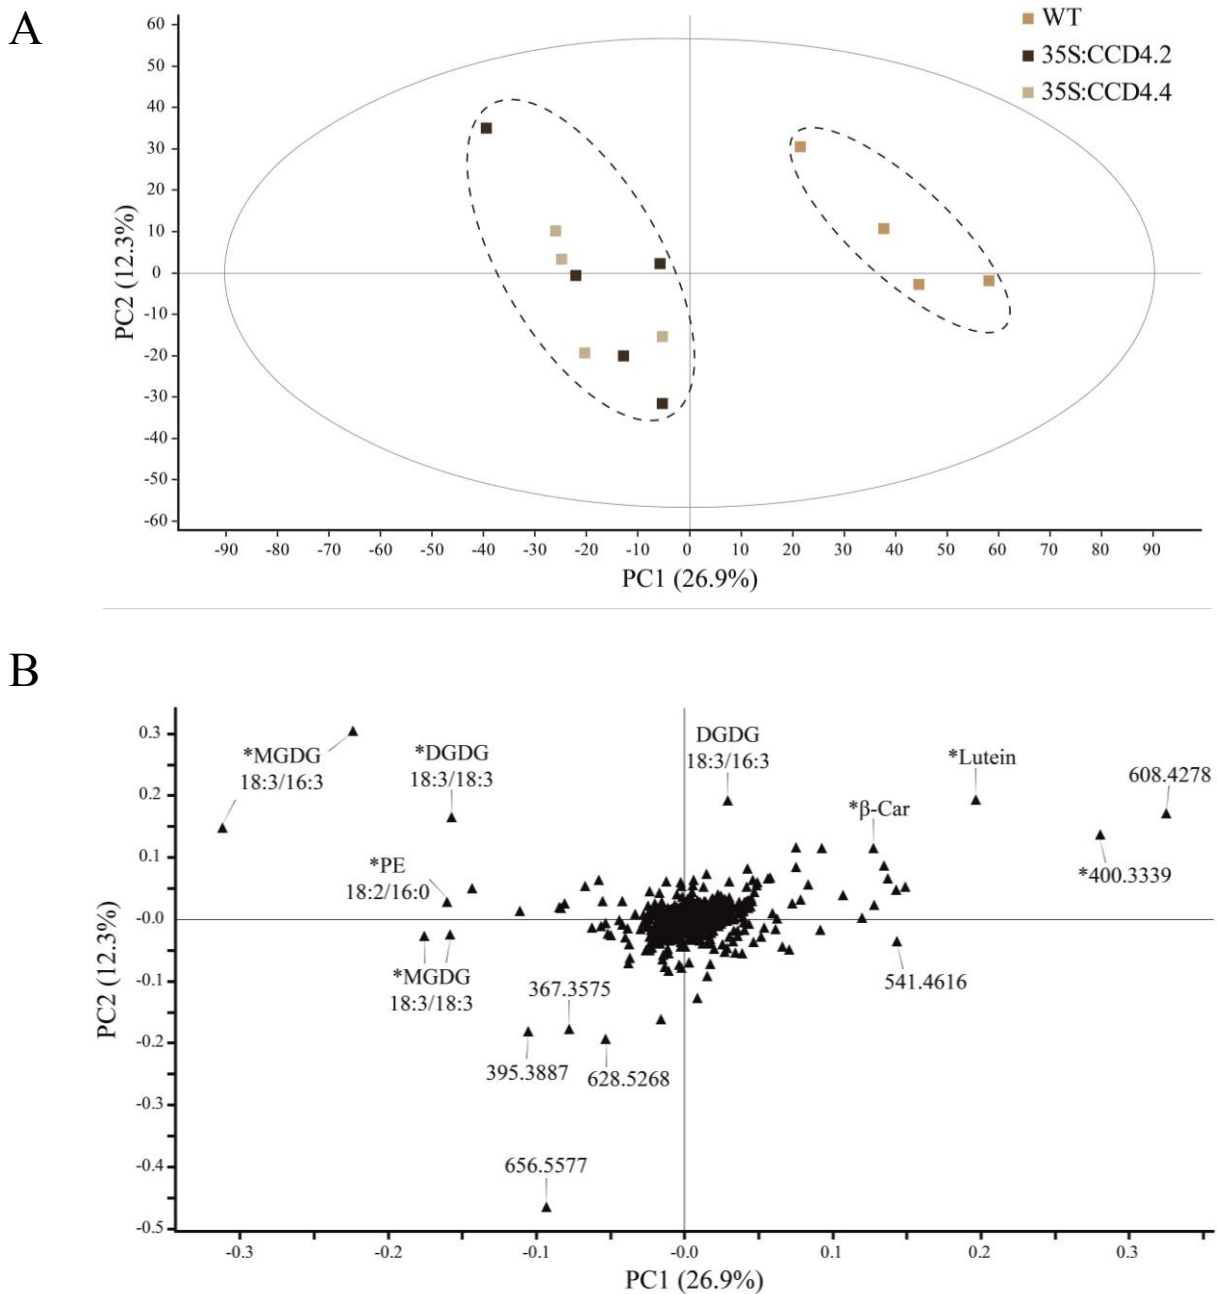 A
WT
35S:CCD4.2
35S:CCD4.4
60
50
40
30
20
10
0
-10
-20
-30
-40
-50
-60
PC2 (12.3%)
-90 -80 -70 -60 -50 -40 -30 -20 -10 0 10 20 30 40 50 60 70 80 90
PC1 (26.9%)
B
0.3
0.2
0.1
-0.0
-0.1
-0.2
-0.3
-0.4
-0.5
PC2 (12.3%)
*MGDG
18:3/16:3
*DGDG
18:3/18:3
DGDG
18:3/16:3
*Lutein
608.4278
*β-Car
*400.3339
*PE
18:2/16:0
*MGDG
18:3/18:3
541.4616
367.3575
395.3887
628.5268
656.5577
-0.3 -0.2 -0.1 -0.0 0.1 0.2 0.3
PC1 (26.9%)